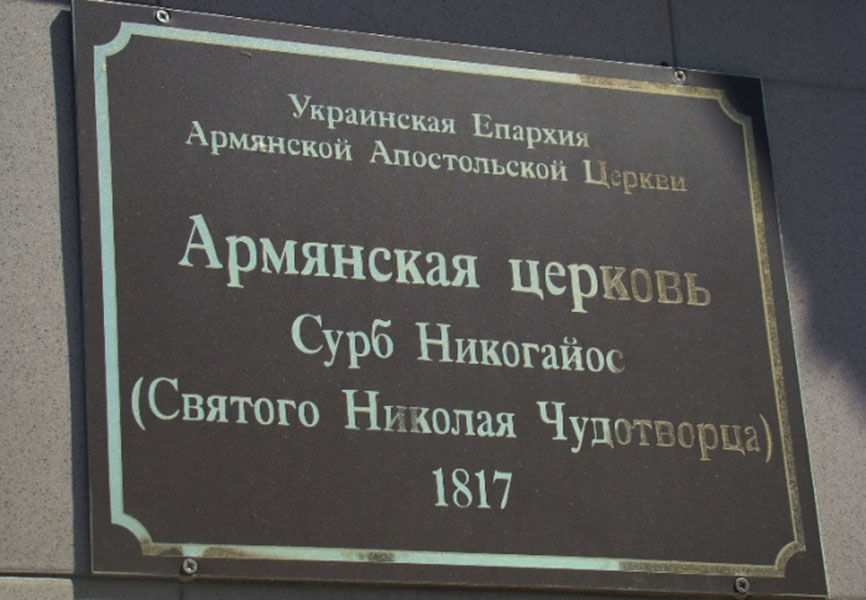 Украинская Епархия
Армянской Апостольской Церкви
Армянская церковь
Сурб Никогайос
(Святого Николая Чудотворца)
1817